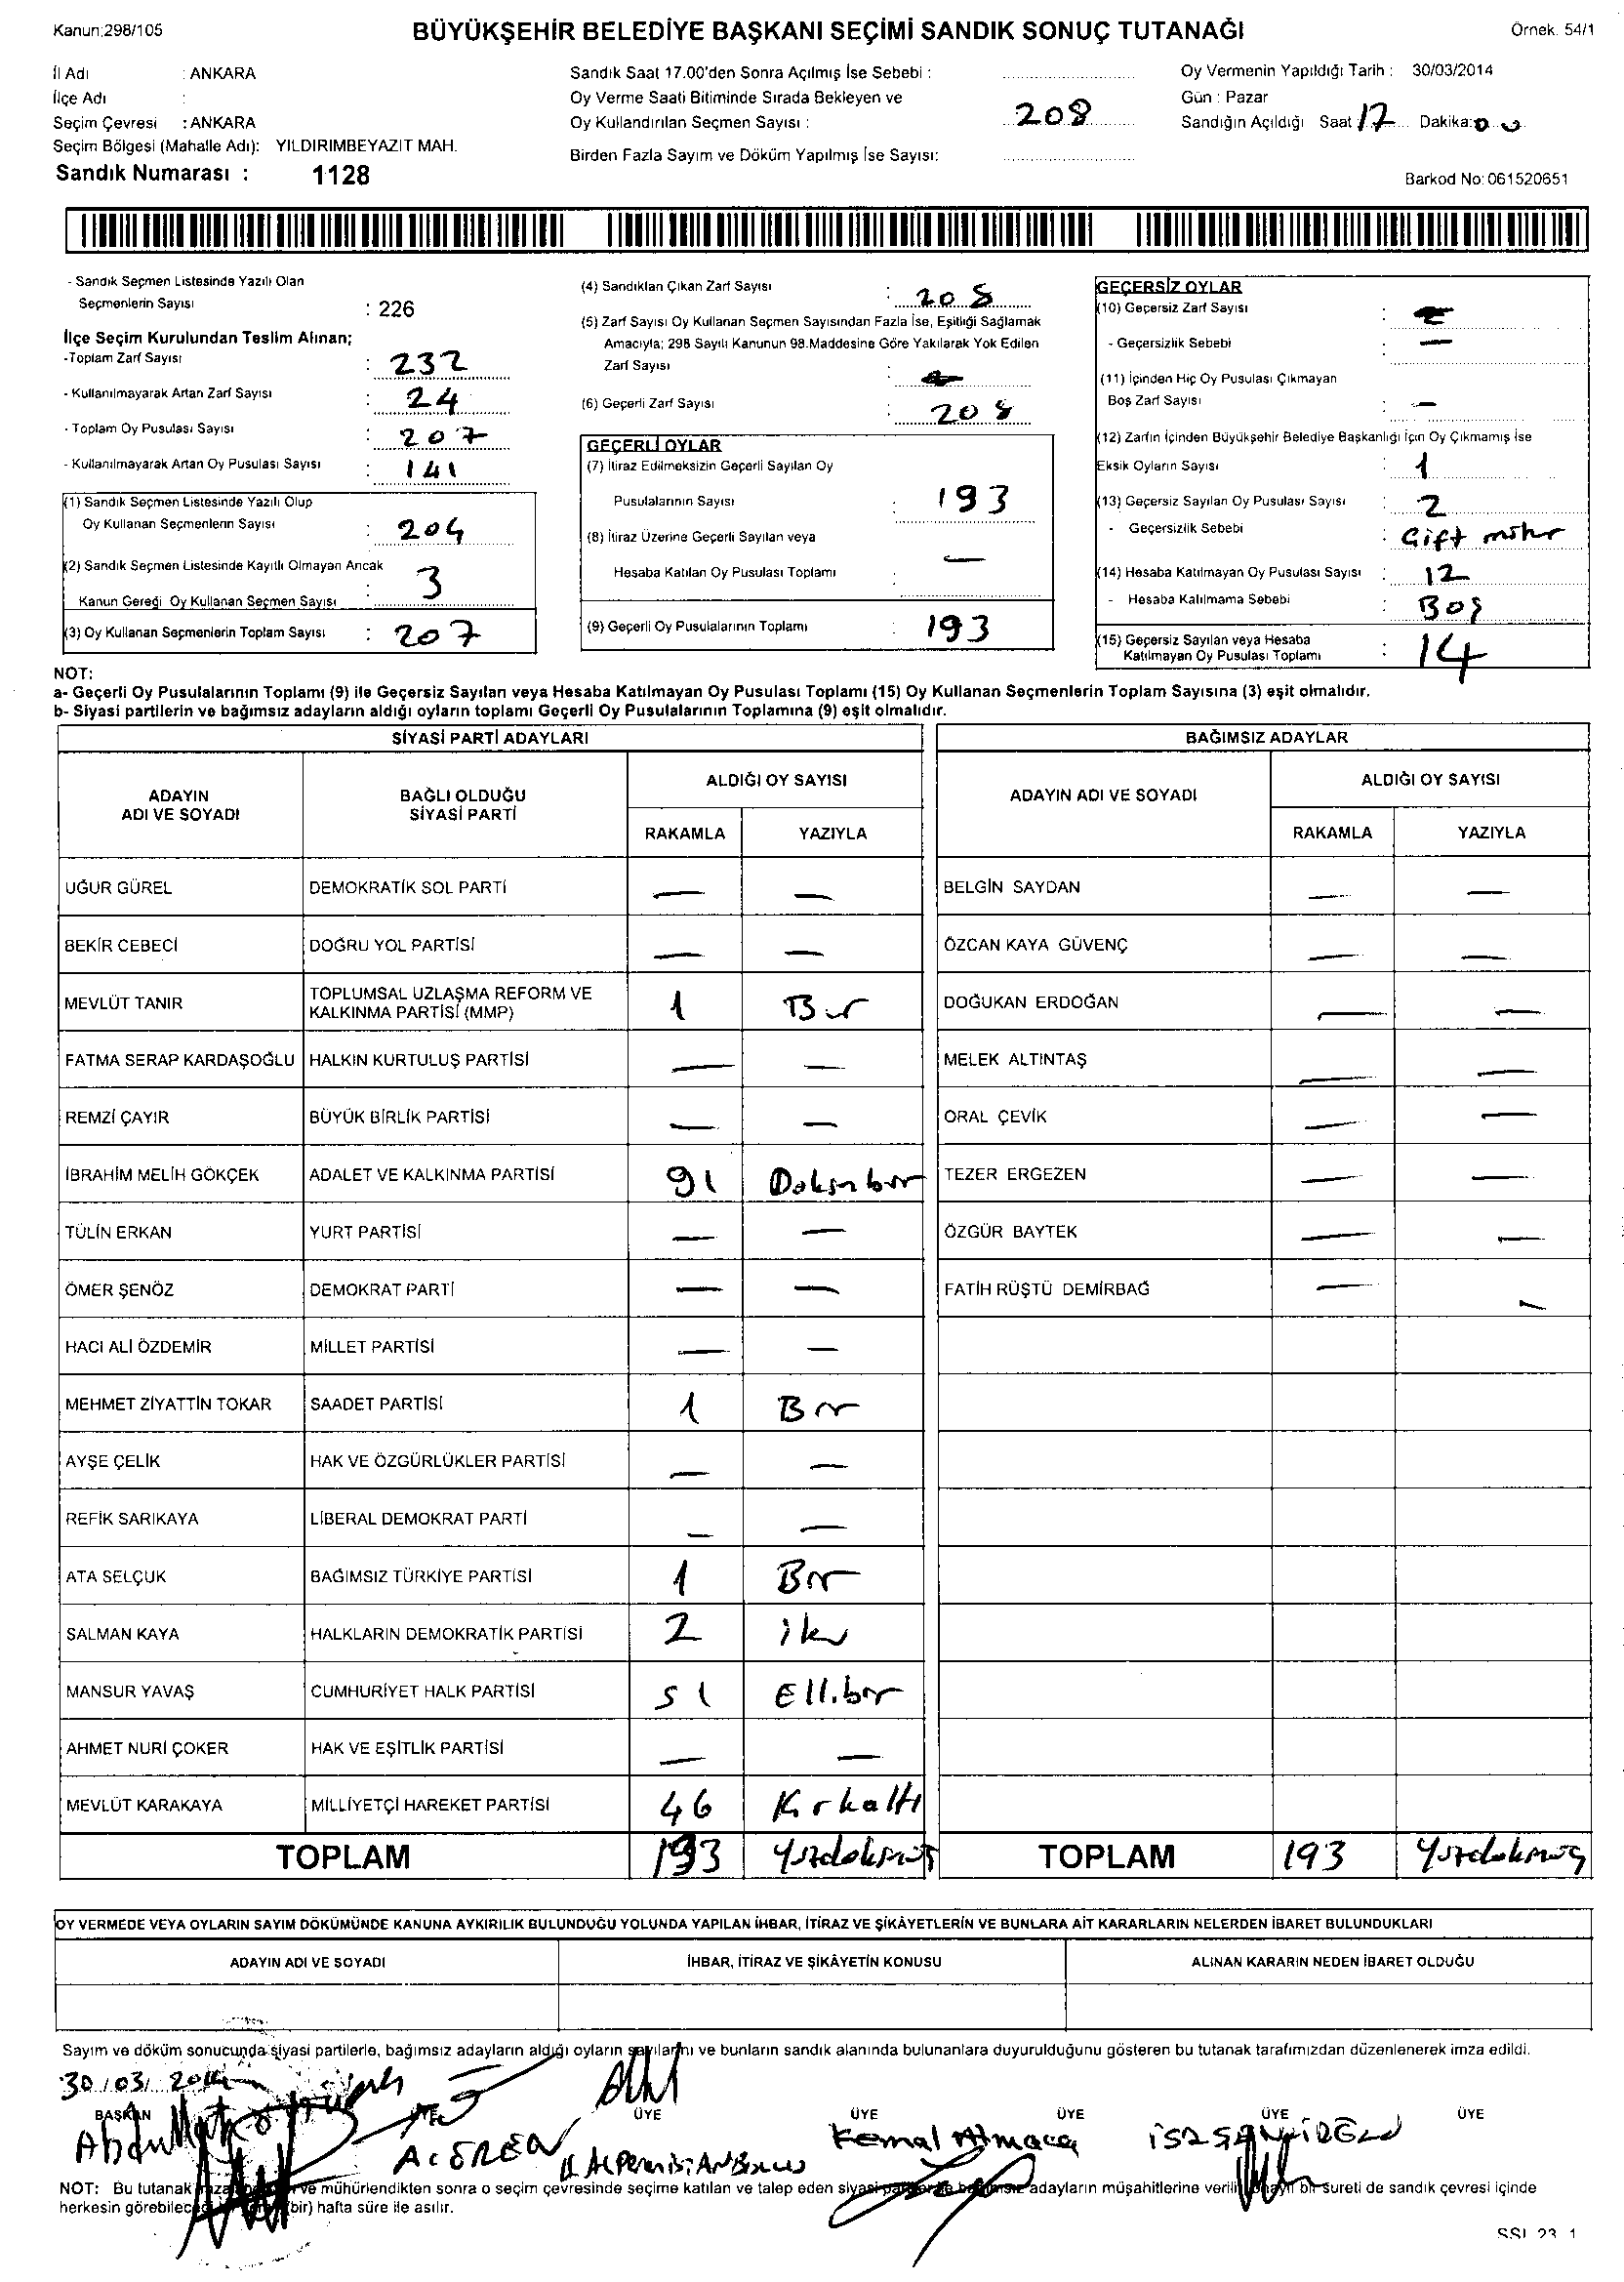 Kanun:298/105
BÜYÜKŞEHİR BELEDİYE BAŞKANI SEÇİMİ SANDIK SONUÇ TUTANAĞI
Örnek. 54/1
İl Adı : ANKARA
İlçe Adı :
Seçim Çevresi : ANKARA
Seçim Bölgesi (Mahalle Adı): YILDIRIMBEYAZIT MAH.
Sandık Numarası : 1128
Sandık Saat 17.00'den Sonra Açılmış İse Sebebi :
Oy Verme Saati Bitiminde Sırada Bekleyen ve
Oy Kullandırılan Seçmen Sayısı : 208
Birden Fazla Sayım ve Döküm Yapılmış İse Sayısı:
Oy Vermenin Yapıldığı Tarih : 30/03/2014
Gün : Pazar
Sandığın Açıldığı Saat 17 Dakika:00
Barkod No: 061520651
- Sandık Seçmen Listesinde Yazılı Olan
Seçmenlerin Sayısı : 226
İlçe Seçim Kurulundan Teslim Alınan;
-Toplam Zarf Sayısı : 232
- Kullanılmayarak Artan Zarf Sayısı : 24
- Toplam Oy Pusulası Sayısı : 207
- Kullanılmayarak Artan Oy Pusulası Sayısı : 141
(1) Sandık Seçmen Listesinde Yazılı Olup
Oy Kullanan Seçmenlerin Sayısı : 204
(2) Sandık Seçmen Listesinde Kayıtlı Olmayan Ancak
Kanun Gereği Oy Kullanan Seçmen Sayısı : 3
(3) Oy Kullanan Seçmenlerin Toplam Sayısı : 207
(4) Sandıktan Çıkan Zarf Sayısı : 208
(5) Zarf Sayısı Oy Kullanan Seçmen Sayısından Fazla İse, Eşitliği Sağlamak
Amacıyla; 298 Sayılı Kanunun 98.Maddesine Göre Yakılarak Yok Edilen
Zarf Sayısı :
(6) Geçerli Zarf Sayısı : 208
GEÇERLİ OYLAR
(7) İtiraz Edilmeksizin Geçerli Sayılan Oy
Pusulalarının Sayısı : 193
(8) İtiraz Üzerine Geçerli Sayılan veya
Hesaba Katılan Oy Pusulası Toplamı : —
(9) Geçerli Oy Pusulalarının Toplamı : 193
GEÇERSİZ OYLAR
(10) Geçersiz Zarf Sayısı :
- Geçersizlik Sebebi : —
(11) İçinden Hiç Oy Pusulası Çıkmayan
Boş Zarf Sayısı : —
(12) Zarfın İçinden Büyükşehir Belediye Başkanlığı İçin Oy Çıkmamış İse
Eksik Oyların Sayısı : 1
(13) Geçersiz Sayılan Oy Pusulası Sayısı : 2
- Geçersizlik Sebebi : Çift mühr
(14) Hesaba Katılmayan Oy Pusulası Sayısı : 12
- Hesaba Katılmama Sebebi : Boş
(15) Geçersiz Sayılan veya Hesaba
Katılmayan Oy Pusulası Toplamı : 14
NOT:
a- Geçerli Oy Pusulalarının Toplamı (9) ile Geçersiz Sayılan veya Hesaba Katılmayan Oy Pusulası Toplamı (15) Oy Kullanan Seçmenlerin Toplam Sayısına (3) eşit olmalıdır.
b- Siyasi partilerin ve bağımsız adayların aldığı oyların toplamı Geçerli Oy Pusulalarının Toplamına (9) eşit olmalıdır.
SİYASİ PARTİ ADAYLARI
ADAYIN ADI VE SOYADI BAĞLI OLDUĞU SİYASİ PARTİ ALDIĞI OY SAYISI
RAKAMLA YAZIYLA
UĞUR GÜREL DEMOKRATİK SOL PARTİ — —
BEKİR CEBECİ DOĞRU YOL PARTİSİ — —
MEVLÜT TANIR TOPLUMSAL UZLAŞMA REFORM VE KALKINMA PARTİSİ (MMP) 1 Bir
FATMA SERAP KARDAŞOĞLU HALKIN KURTULUŞ PARTİSİ — —
REMZİ ÇAYIR BÜYÜK BİRLİK PARTİSİ — —
İBRAHİM MELİH GÖKÇEK ADALET VE KALKINMA PARTİSİ 91 Doksnbir
TÜLİN ERKAN YURT PARTİSİ — —
ÖMER ŞENÖZ DEMOKRAT PARTİ — —
HACI ALİ ÖZDEMİR MİLLET PARTİSİ — —
MEHMET ZİYATTİN TOKAR SAADET PARTİSİ 1 Bir
AYŞE ÇELİK HAK VE ÖZGÜRLÜKLER PARTİSİ — —
REFİK SARIKAYA LİBERAL DEMOKRAT PARTİ — —
ATA SELÇUK BAĞIMSIZ TÜRKİYE PARTİSİ 1 Bir
SALMAN KAYA HALKLARIN DEMOKRATİK PARTİSİ 2 iki
MANSUR YAVAŞ CUMHURİYET HALK PARTİSİ 51 Ellibir
AHMET NURİ ÇOKER HAK VE EŞİTLİK PARTİSİ — —
MEVLÜT KARAKAYA MİLLİYETÇİ HAREKET PARTİSİ 46 Kırkaltı
TOPLAM 193 Yüzdoksnüç
BAĞIMSIZ ADAYLAR
ADAYIN ADI VE SOYADI ALDIĞI OY SAYISI
RAKAMLA YAZIYLA
BELGİN SAYDAN — —
ÖZCAN KAYA GÜVENÇ — —
DOĞUKAN ERDOĞAN — —
MELEK ALTINTAŞ — —
ORAL ÇEVİK — —
TEZER ERGEZEN — —
ÖZGÜR BAYTEK — —
FATİH RÜŞTÜ DEMİRBAĞ — —
TOPLAM 193 Yüzdoksnüç
OY VERMEDE VEYA OYLARIN SAYIM DÖKÜMÜNDE KANUNA AYKIRILIK BULUNDUĞU YOLUNDA YAPILAN İHBAR, İTİRAZ VE ŞİKÂYETLERİN VE BUNLARA AİT KARARLARIN NELERDEN İBARET BULUNDUKLARI
ADAYIN ADI VE SOYADI İHBAR, İTİRAZ VE ŞİKÂYETİN KONUSU ALINAN KARARIN NEDEN İBARET OLDUĞU
Sayım ve döküm sonucunda siyasi partilerle, bağımsız adayların aldığı oyların sayılarını ve bunların sandık alanında bulunanlara duyurulduğunu gösteren bu tutanak tarafımızdan düzenlenerek imza edildi.
30/03/2014
BAŞKAN ÜYE ÜYE ÜYE ÜYE ÜYE
Kemal Atmaca
NOT: Bu tutanak ve mühürlendikten sonra o seçim çevresinde seçime katılan ve talep eden siyasi adayların müşahitlerine bir sureti de sandık çevresi içinde
herkesin görebileceği (bir) hafta süre ile asılır.